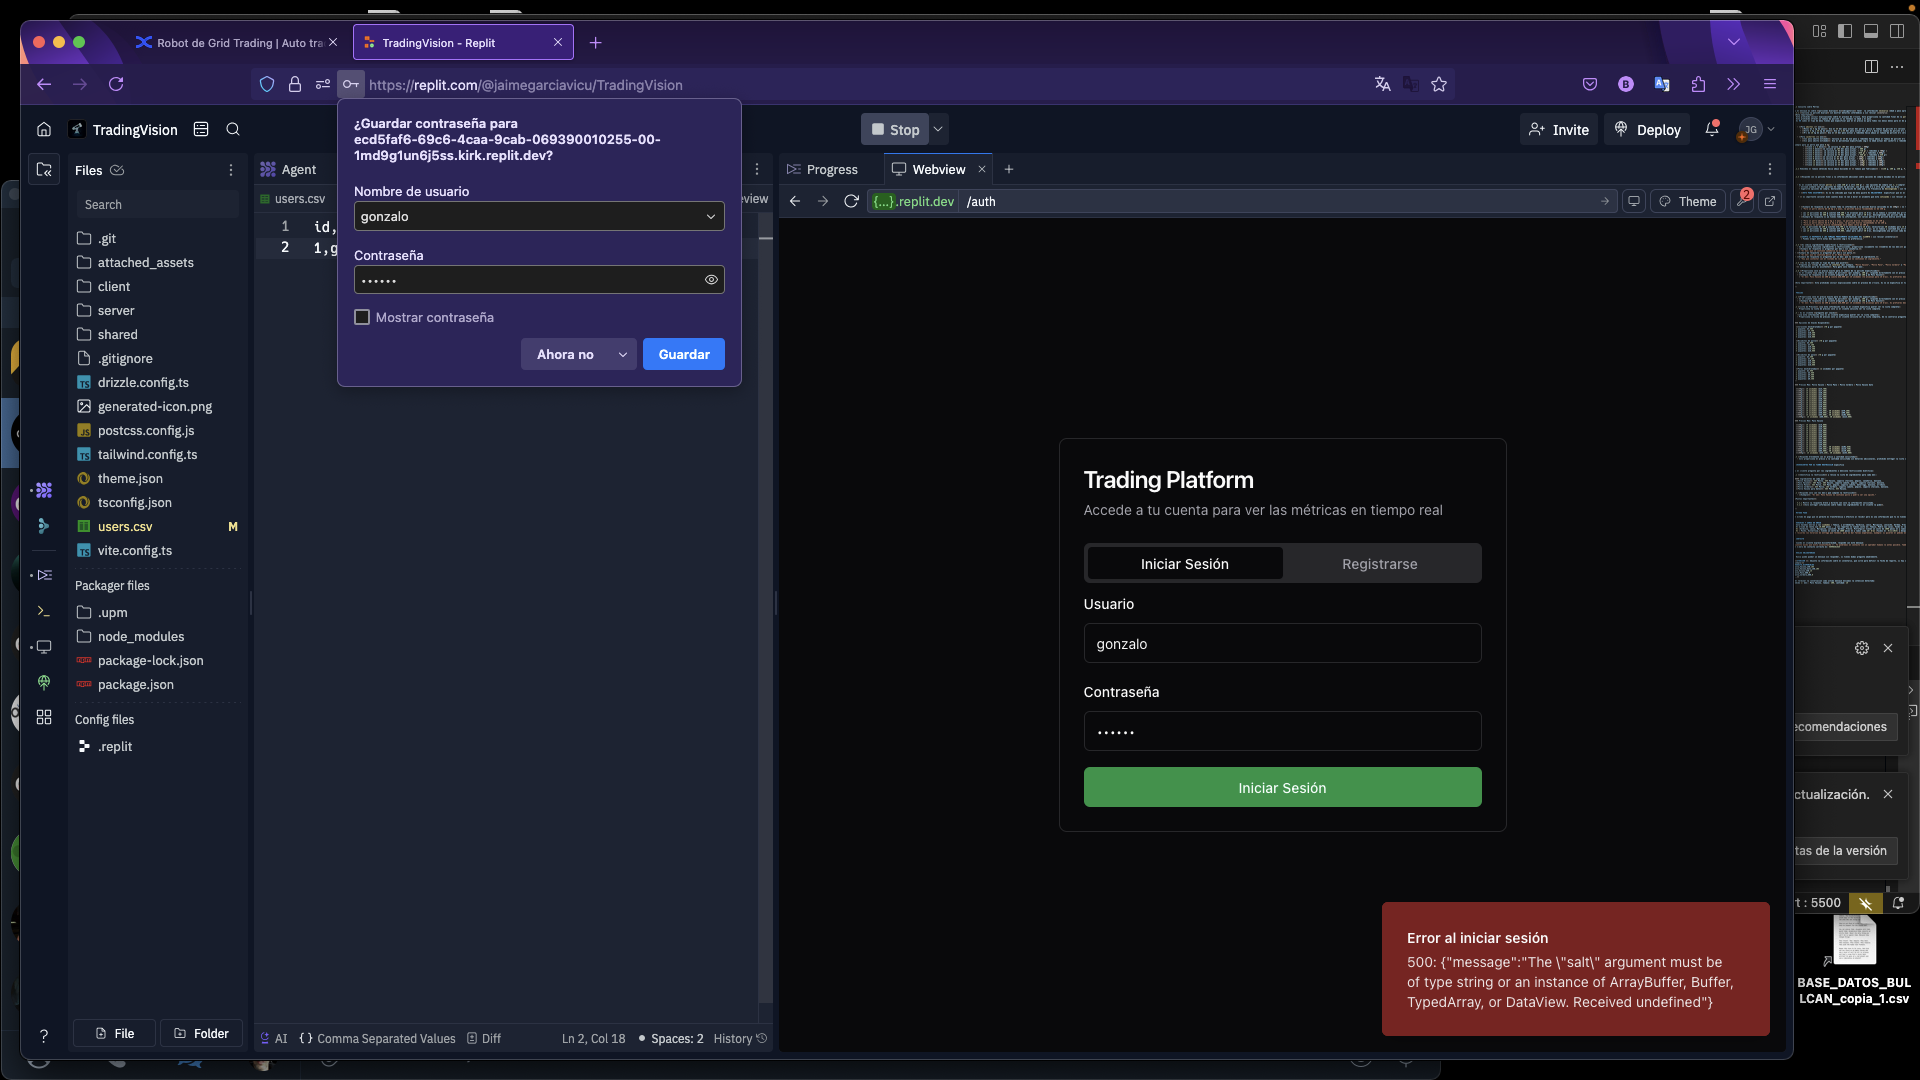 Robot de Grid Trading | Auto tra
TradingVision - Replit
https://replit.com/@jaimegarciavicu/TradingVision
TradingVision
Stop
Invite
Deploy
JG
¿Guardar contraseña para
ecd5faf6-69c6-4caa-9cab-069390010255-00-
1md9g1un6j5ss.kirk.replit.dev?
Nombre de usuario
gonzalo
Contraseña
••••••
Mostrar contraseña
Ahora no
Guardar
Files
Search
.git
attached_assets
client
server
shared
.gitignore
drizzle.config.ts
generated-icon.png
postcss.config.js
tailwind.config.ts
theme.json
tsconfig.json
users.csv M
vite.config.ts
Packager files
.upm
node_modules
package-lock.json
package.json
Config files
.replit
File
Folder
Agent
users.csv
eview
1 id,
2 1,g
AI
{ } Comma Separated Values
Diff
Ln 2, Col 18
Spaces: 2
History
Progress
Webview
{...}.replit.dev
/auth
Theme
2
Trading Platform
Accede a tu cuenta para ver las métricas en tiempo real
Iniciar Sesión
Registrarse
Usuario
gonzalo
Contraseña
••••••
Iniciar Sesión
Error al iniciar sesión
500: {"message":"The \"salt\" argument must be
of type string or an instance of ArrayBuffer, Buffer,
TypedArray, or DataView. Received undefined"}
ecomendaciones
ctualización.
tas de la versión
t : 5500
BASE_DATOS_BUL
LCAN_copia_1.csv